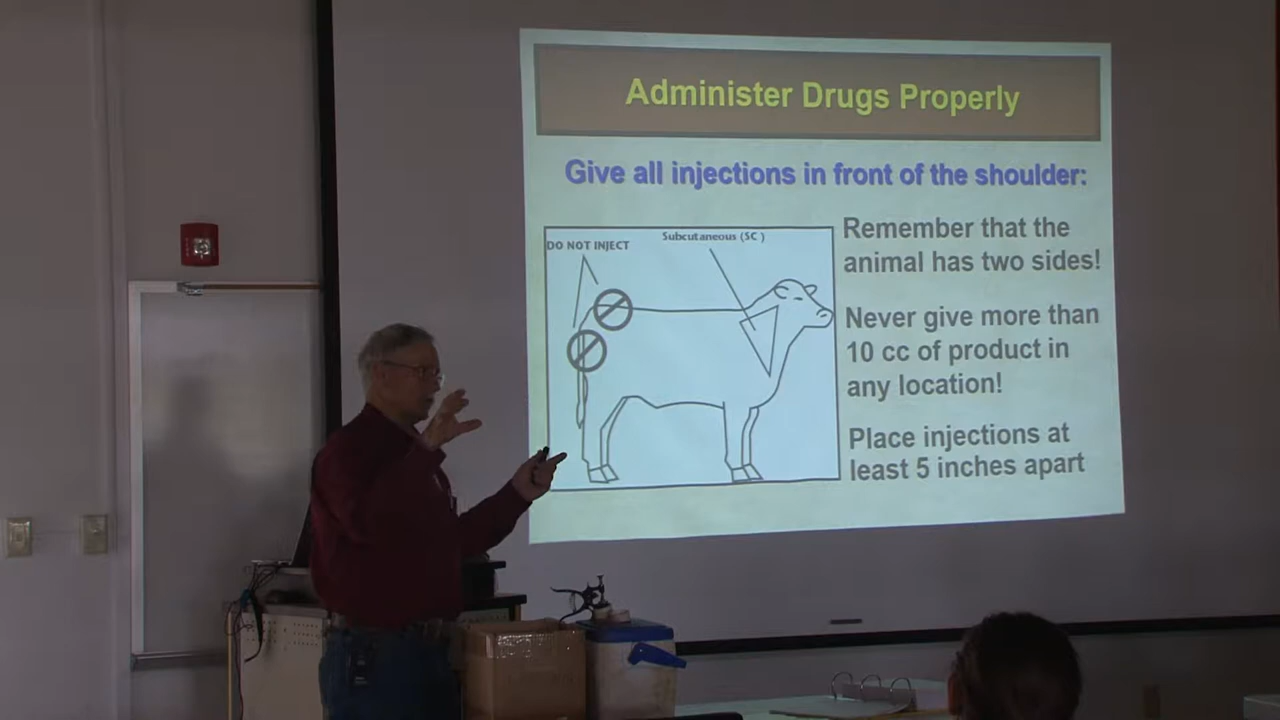 Administer Drugs Properly
Give all injections in front of the shoulder:
DO NOT INJECT
Subcutaneous (SC)
Remember that the
animal has two sides!
Never give more than
10 cc of product in
any location!
Place injections at
least 5 inches apart